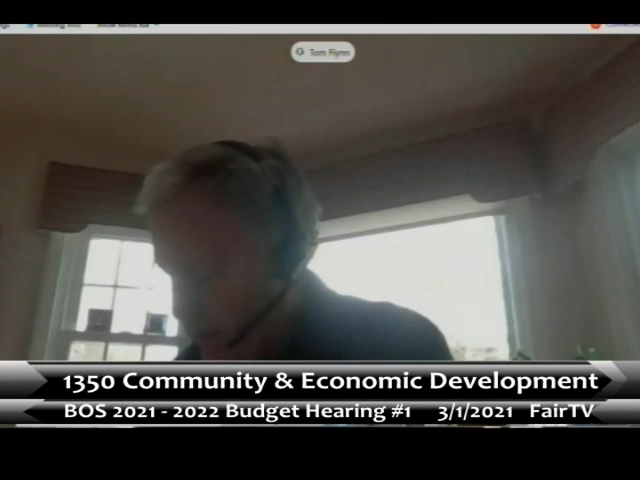 Tom Flynn
1350 Community & Economic Development
BOS 2021 - 2022 Budget Hearing #1 3/1/2021 FairTV